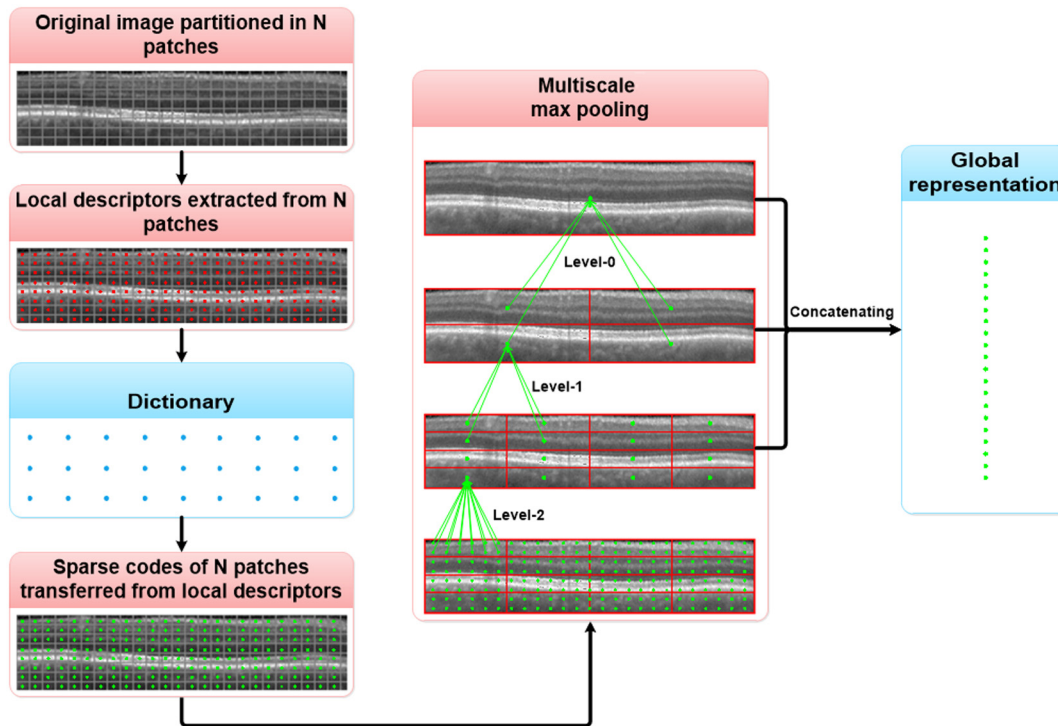 Original image partitioned in N
patches
Local descriptors extracted from N
patches
Dictionary
Sparse codes of N patches
transferred from local descriptors
Multiscale
max pooling
Level-0
Level-1
Level-2
Concatenating
Global
representation